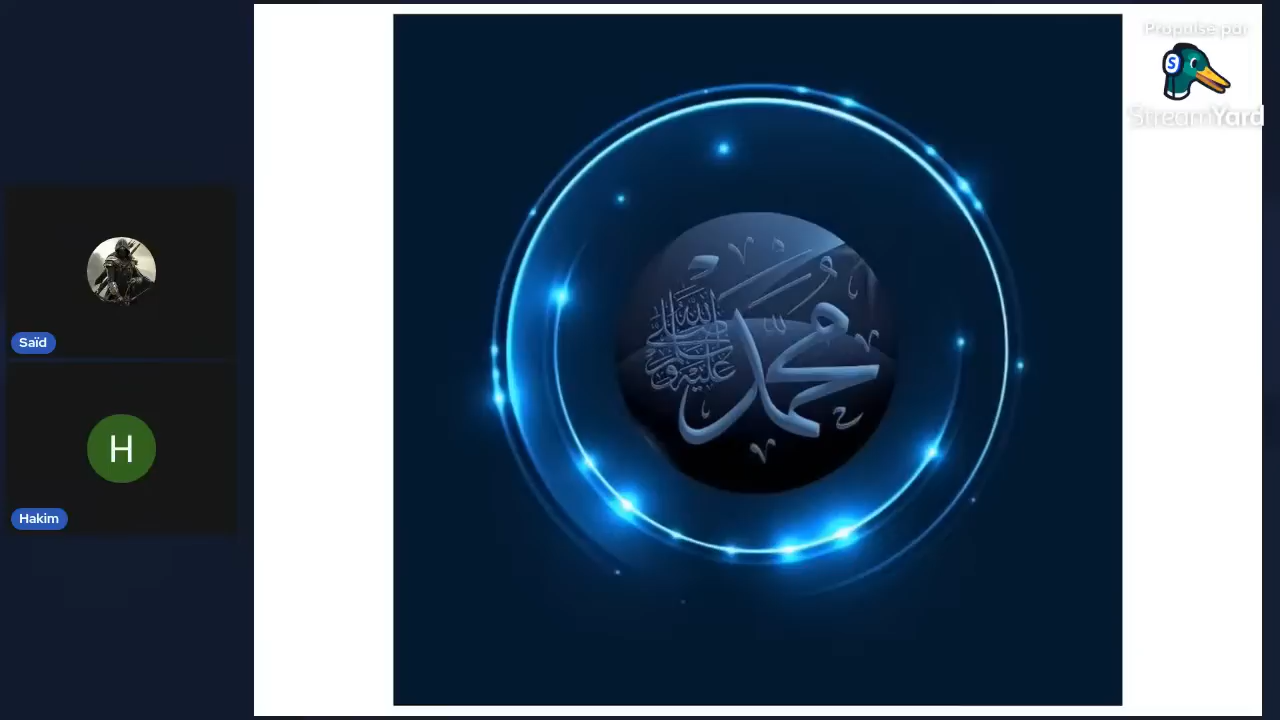 Propulsé par
StreamYard
S
محمد
صلى الله عليه وسلم
Saïd
H
Hakim